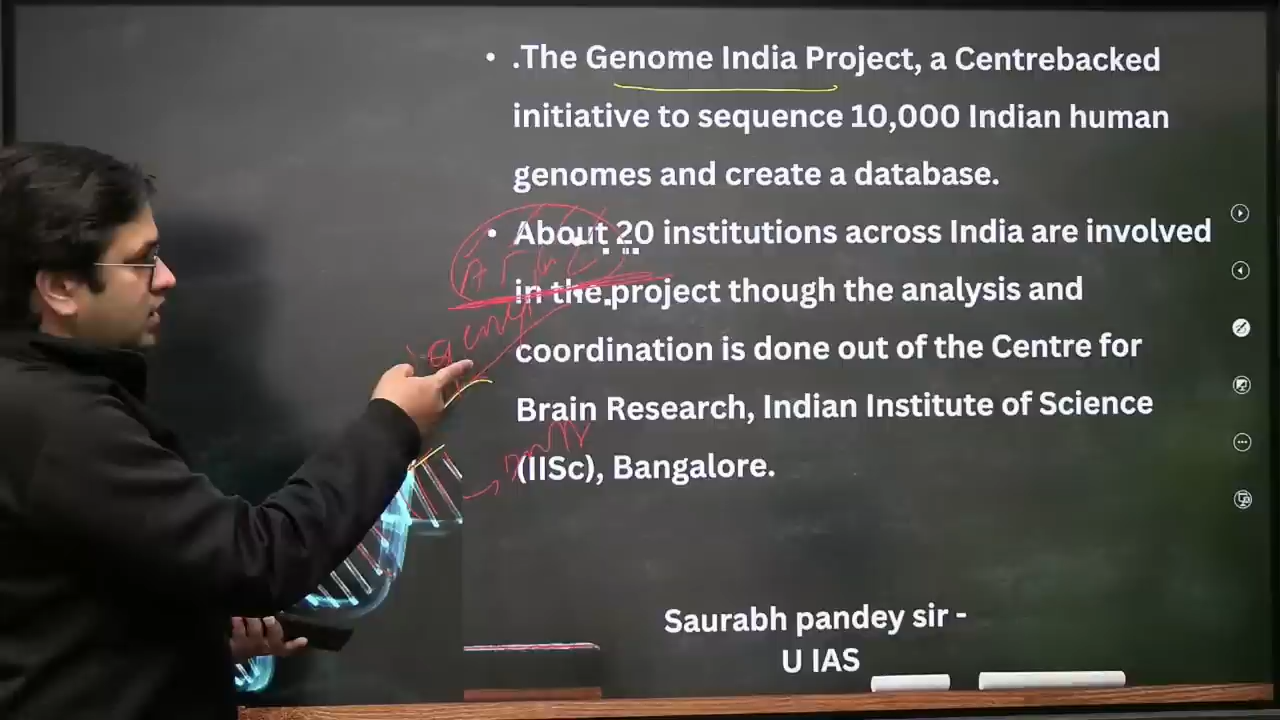 • .The Genome India Project, a Centrebacked
initiative to sequence 10,000 Indian human
genomes and create a database.
• About 20 institutions across India are involved
in the project though the analysis and
coordination is done out of the Centre for
Brain Research, Indian Institute of Science
(IISc), Bangalore.
Saurabh pandey sir -
U IAS